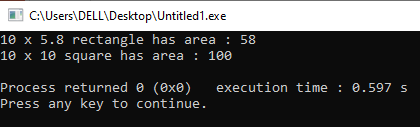 C:\Users\DELL\Desktop\Untitled1.exe
10 x 5.8 rectangle has area : 58
10 x 10 square has area : 100
Process returned 0 (0x0)   execution time : 0.597 s
Press any key to continue.